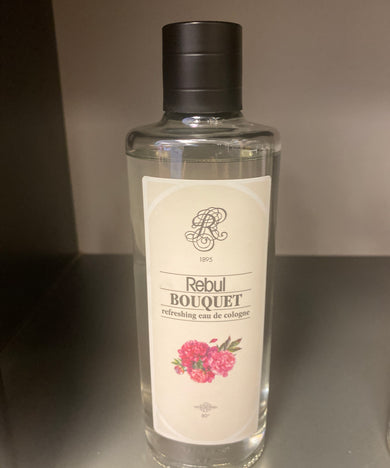 R
1895
Rebul
BOUQUET
refreshing eau de cologne
80°